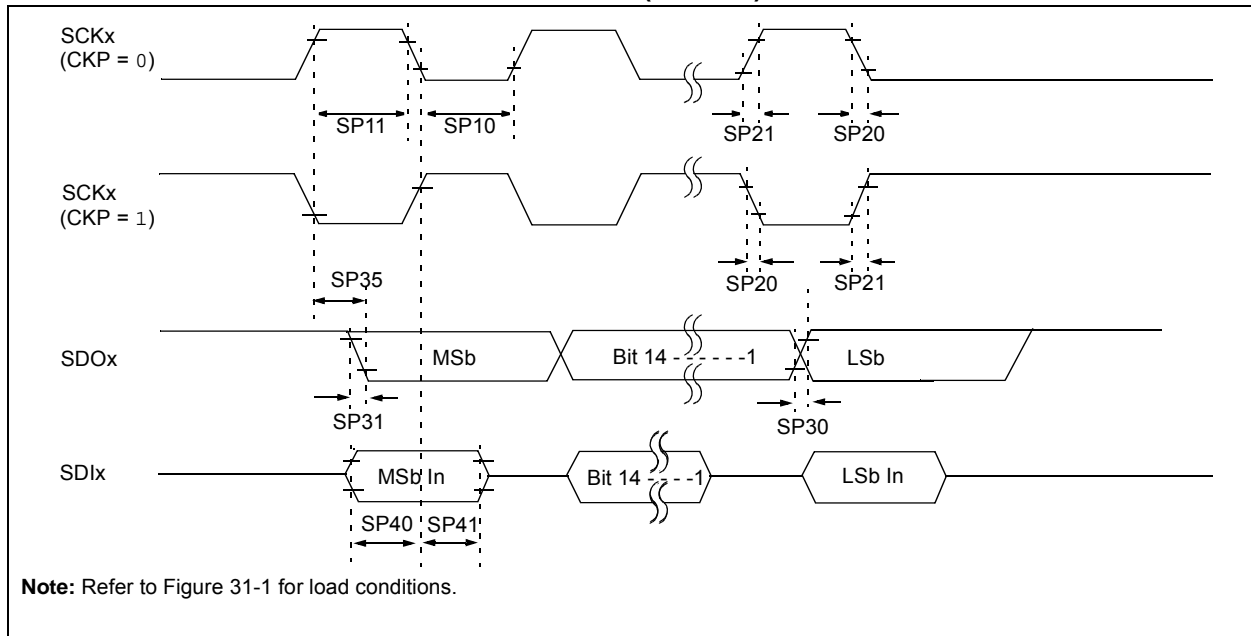 SCKx
(CKP = 0)
SP11
SP10
SP21
SP20
SCKx
(CKP = 1)
SP35
SP20
SP21
SDOx
MSb
Bit 14 - - - - - -1
LSb
SP31
SP30
SDIx
MSb In
Bit 14 - - - - -1
LSb In
SP40
SP41
Note: Refer to Figure 31-1 for load conditions.